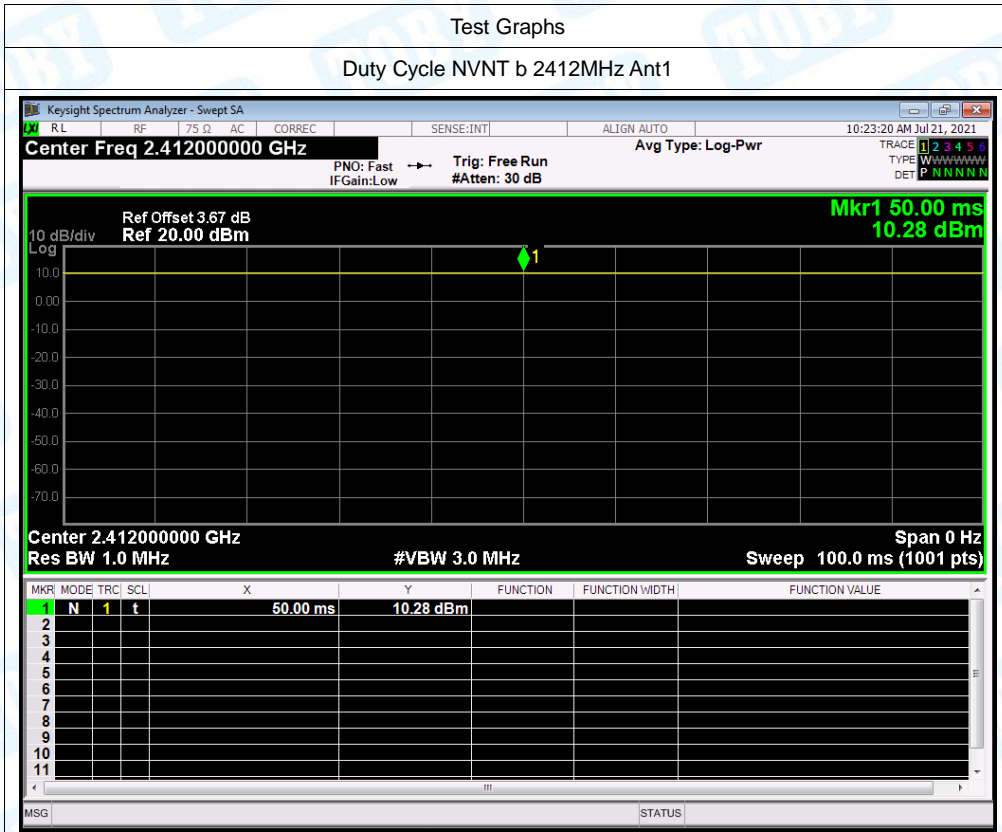 Test Graphs
Duty Cycle NVNT b 2412MHz Ant1
Keysight Spectrum Analyzer - Swept SA
LXI RL RF 75 Ω AC CORREC SENSE:INT ALIGN AUTO 10:23:20 AM Jul 21, 2021
Center Freq 2.412000000 GHz Avg Type: Log-Pwr TRACE 1 2 3 4 5 6
PNO: Fast Trig: Free Run TYPE WWWWWW
IFGain:Low #Atten: 30 dB DET P N N N N N
Mkr1 50.00 ms
Ref Offset 3.67 dB
10 dB/div Ref 20.00 dBm 10.28 dBm
Log
1
10.0
0.00
-10.0
-20.0
-30.0
-40.0
-50.0
-60.0
-70.0
Center 2.412000000 GHz Span 0 Hz
Res BW 1.0 MHz #VBW 3.0 MHz Sweep 100.0 ms (1001 pts)
MKR MODE TRC SCL X Y FUNCTION FUNCTION WIDTH FUNCTION VALUE
1 N 1 t 50.00 ms 10.28 dBm
2
3
4
5
6
7
8
9
10
11
MSG STATUS